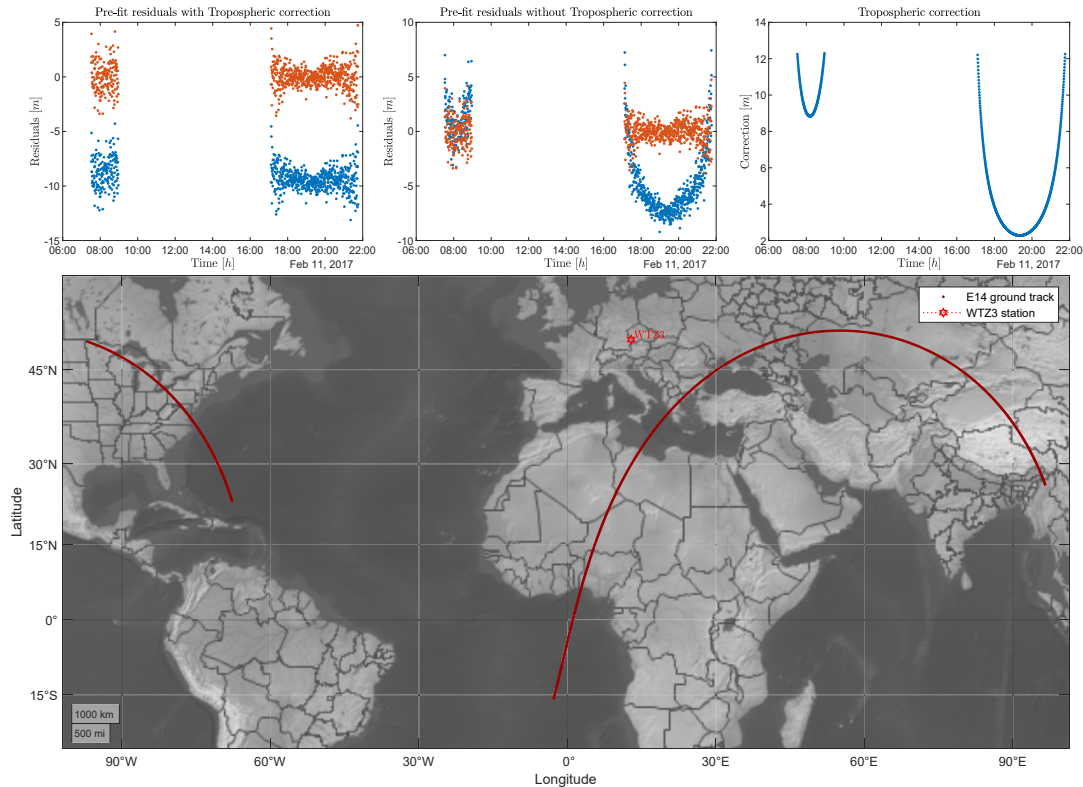 Pre-fit residuals with Tropospheric correction
5
0
-5
-10
-15
Residuals [m]
06:00 08:00 10:00 12:00 14:00 16:00 18:00 20:00 22:00
Time [h]
Feb 11, 2017
Pre-fit residuals without Tropospheric correction
10
5
0
-5
-10
Residuals [m]
06:00 08:00 10:00 12:00 14:00 16:00 18:00 20:00 22:00
Time [h]
Feb 11, 2017
Tropospheric correction
14
12
10
8
6
4
2
Correction [m]
06:00 08:00 10:00 12:00 14:00 16:00 18:00 20:00 22:00
Time [h]
Feb 11, 2017
E14 ground track
WTZ3 station
WTZ3
45°N
30°N
15°N
0°
15°S
Latitude
1000 km
500 mi
90°W 60°W 30°W 0° 30°E 60°E 90°E
Longitude